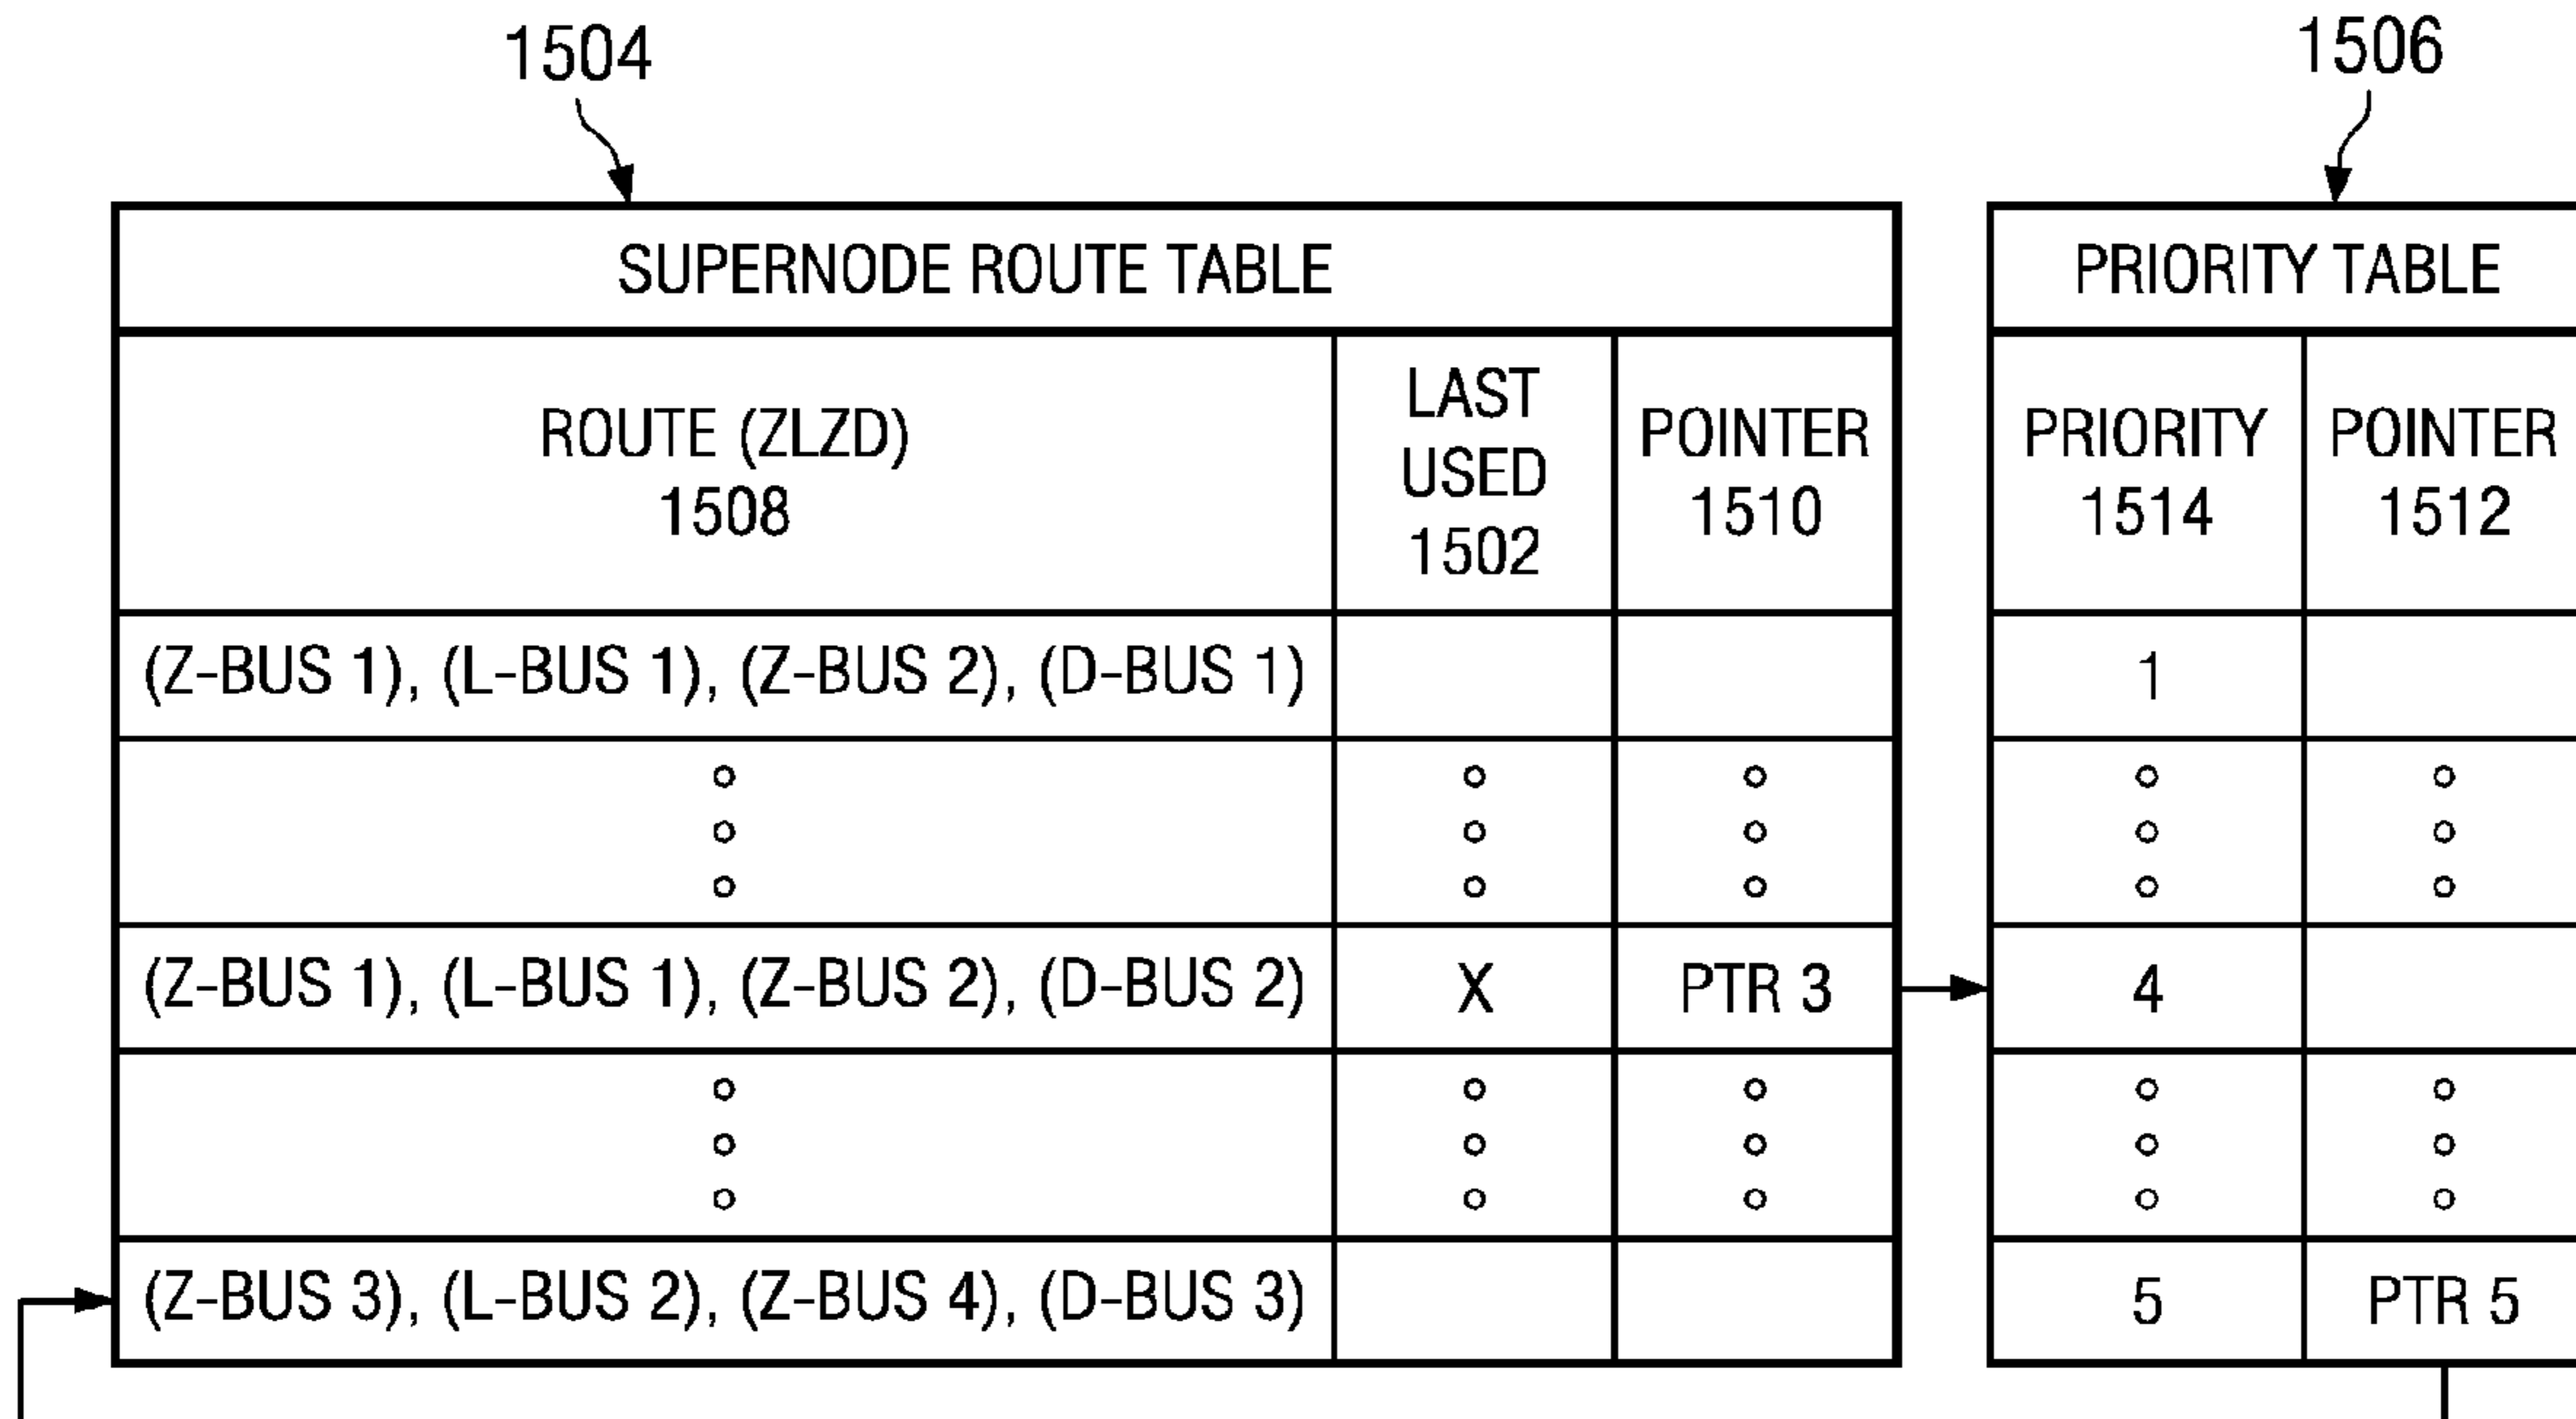 1504
1506
SUPERNODE ROUTE TABLE
PRIORITY TABLE
ROUTE (ZLZD)
1508
LAST
USED
1502
POINTER
1510
PRIORITY
1514
POINTER
1512
(Z-BUS 1), (L-BUS 1), (Z-BUS 2), (D-BUS 1)
1
(Z-BUS 1), (L-BUS 1), (Z-BUS 2), (D-BUS 2)
X
PTR 3
4
(Z-BUS 3), (L-BUS 2), (Z-BUS 4), (D-BUS 3)
5
PTR 5